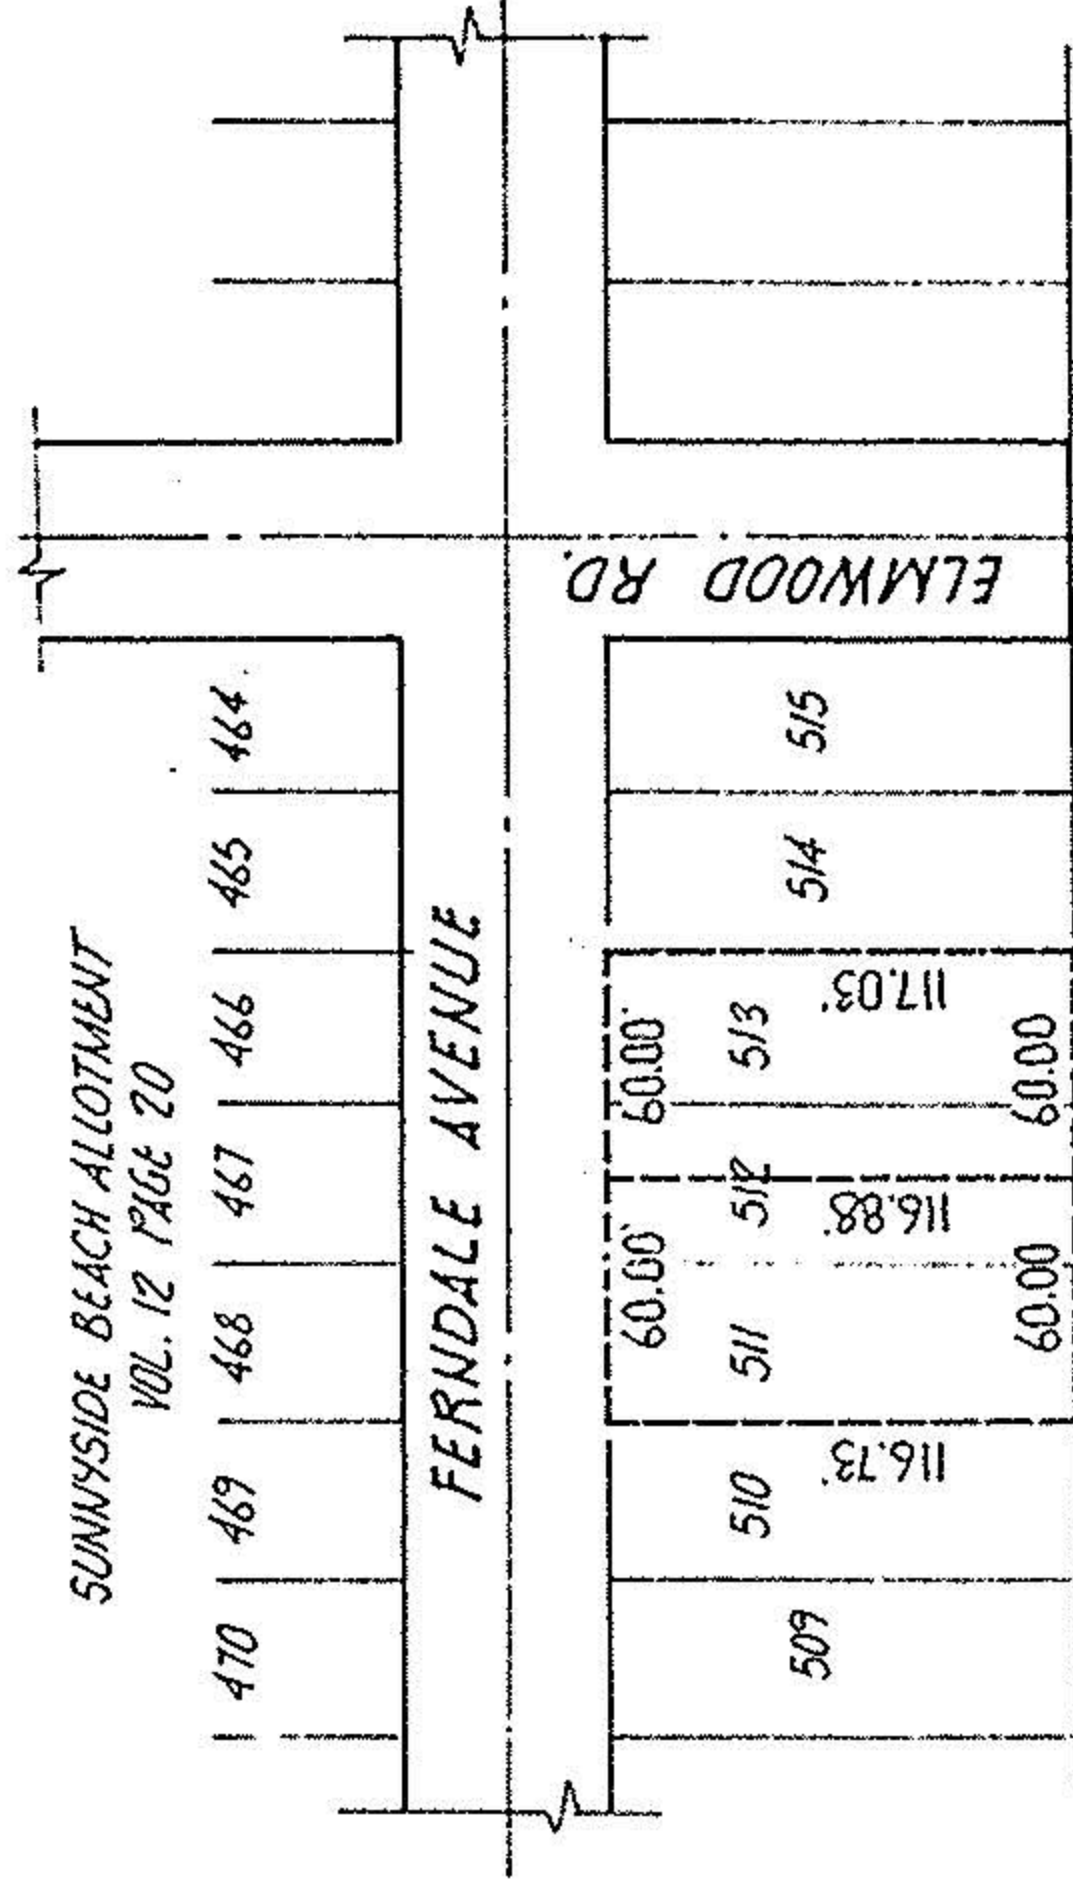 SUNNYSIDE BEACH ALLOTMENT
VOL. 12 PAGE 20
470 469 468 467 466 465 464
FERNDALE AVENUE
ELMWOOD RD.
60.00' 60.00'
509 510 511 512 513 514 515
116.73' 116.88' 117.03'
60.00 60.00